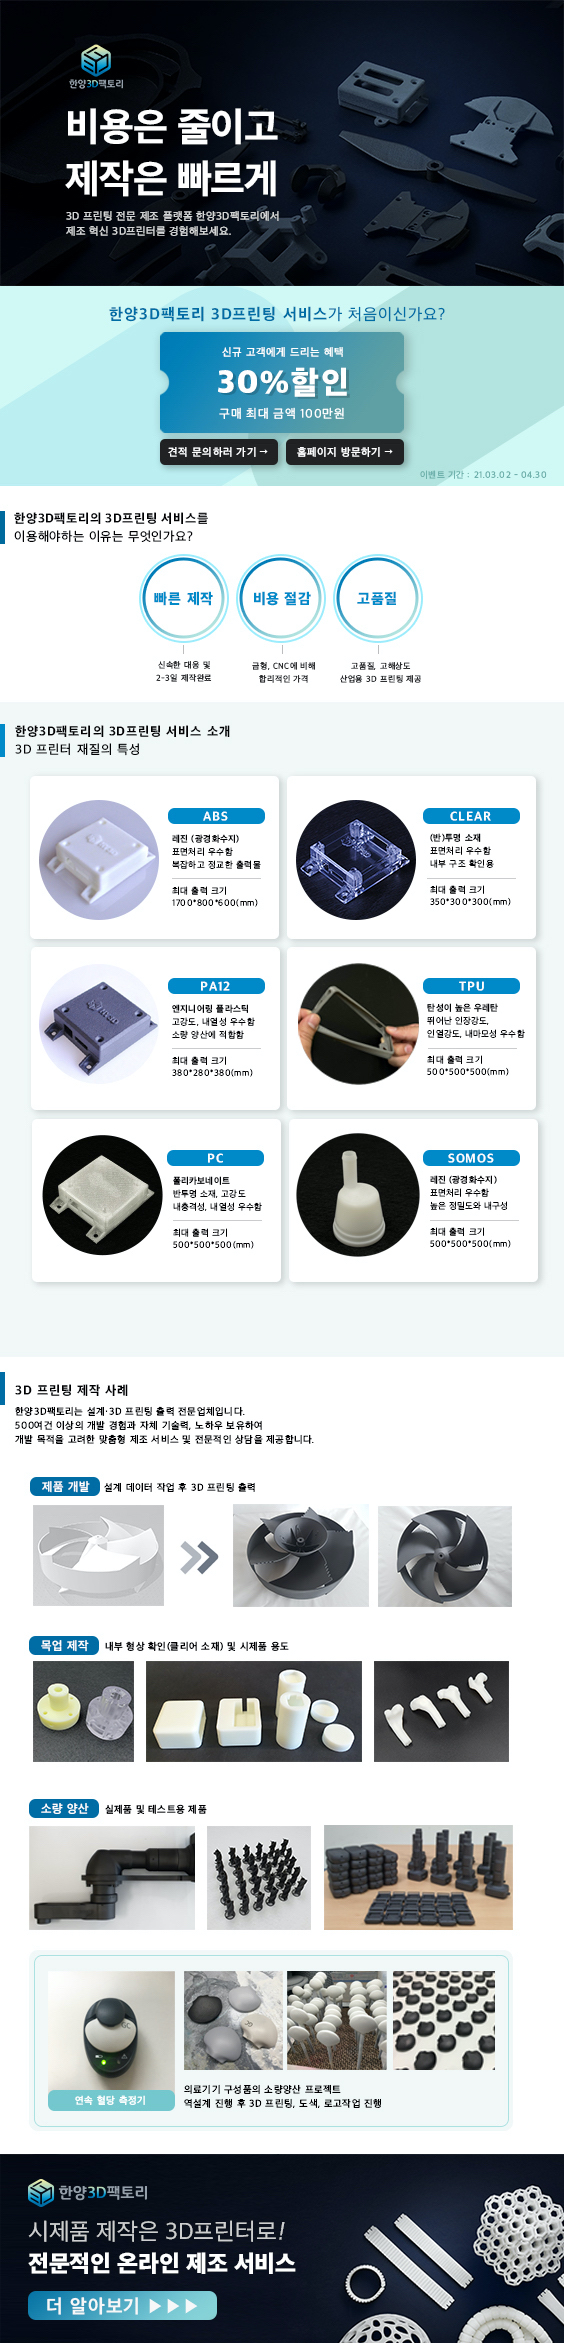 한양3D팩토리
비용은 줄이고
제작은 빠르게
3D 프린팅 전문 제조 플랫폼 한양3D팩토리에서
제조 혁신 3D프린터를 경험해보세요.
한양3D팩토리 3D프린팅 서비스가 처음이신가요?
신규 고객에게 드리는 혜택
30%할인
구매 최대 금액 100만원
견적 문의하러 가기→
홈페이지 방문하기 →
이벤트 기간 : 21.03.02 - 04.30
한양3D팩토리의 3D프린팅 서비스를
이용해야하는 이유는 무엇인가요?
빠른 제작
비용 절감
고품질
신속한 대응 및
2-3일 제작완료
금형, CNC에 비해
합리적인 가격
고품질, 고해상도
산업용 3D 프린팅 제공
한양3D팩토리의 3D프린팅 서비스 소개
3D 프린터 재질의 특성
ABS
레진 (광경화수지)
표면처리 우수함
복잡하고 정교한 출력물
최대 출력 크기
1700*800*600(mm)
CLEAR
(반)투명 소재
표면처리 우수함
내부 구조 확인용
최대 출력 크기
350*300*300(mm)
PA12
엔지니어링 플라스틱
고강도, 내열성 우수함
소량 양산에 적합함
최대 출력 크기
380*280*380(mm)
TPU
탄성이 높은 우레탄
뛰어난 인장강도,
인열강도, 내마모성 우수함
최대 출력 크기
500*500*500(mm)
PC
폴리카보네이트
반투명 소재, 고강도
내충격성, 내열성 우수함
최대 출력 크기
500*500*500(mm)
SOMOS
레진 (광경화수지)
표면처리 우수함
높은 정밀도와 내구성
최대 출력 크기
500*500*500(mm)
3D 프린팅 제작 사례
한양3D팩토리는 설계·3D 프린팅 출력 전문업체입니다.
500여건 이상의 개발 경험과 자체 기술력, 노하우 보유하여
개발 목적을 고려한 맞춤형 제조 서비스 및 전문적인 상담을 제공합니다.
제품 개발
설계 데이터 작업 후 3D 프린팅 출력
목업 제작
내부 형상 확인(클리어 소재) 및 시제품 용도
소량 양산
실제품 및 테스트용 제품
연속 혈당 측정기
의료기기 구성품의 소량양산 프로젝트
역설계 진행 후 3D 프린팅, 도색, 로고작업 진행
한양3D팩토리
시제품 제작은 3D프린터로!
전문적인 온라인 제조 서비스
더 알아보기 ▶▶▶